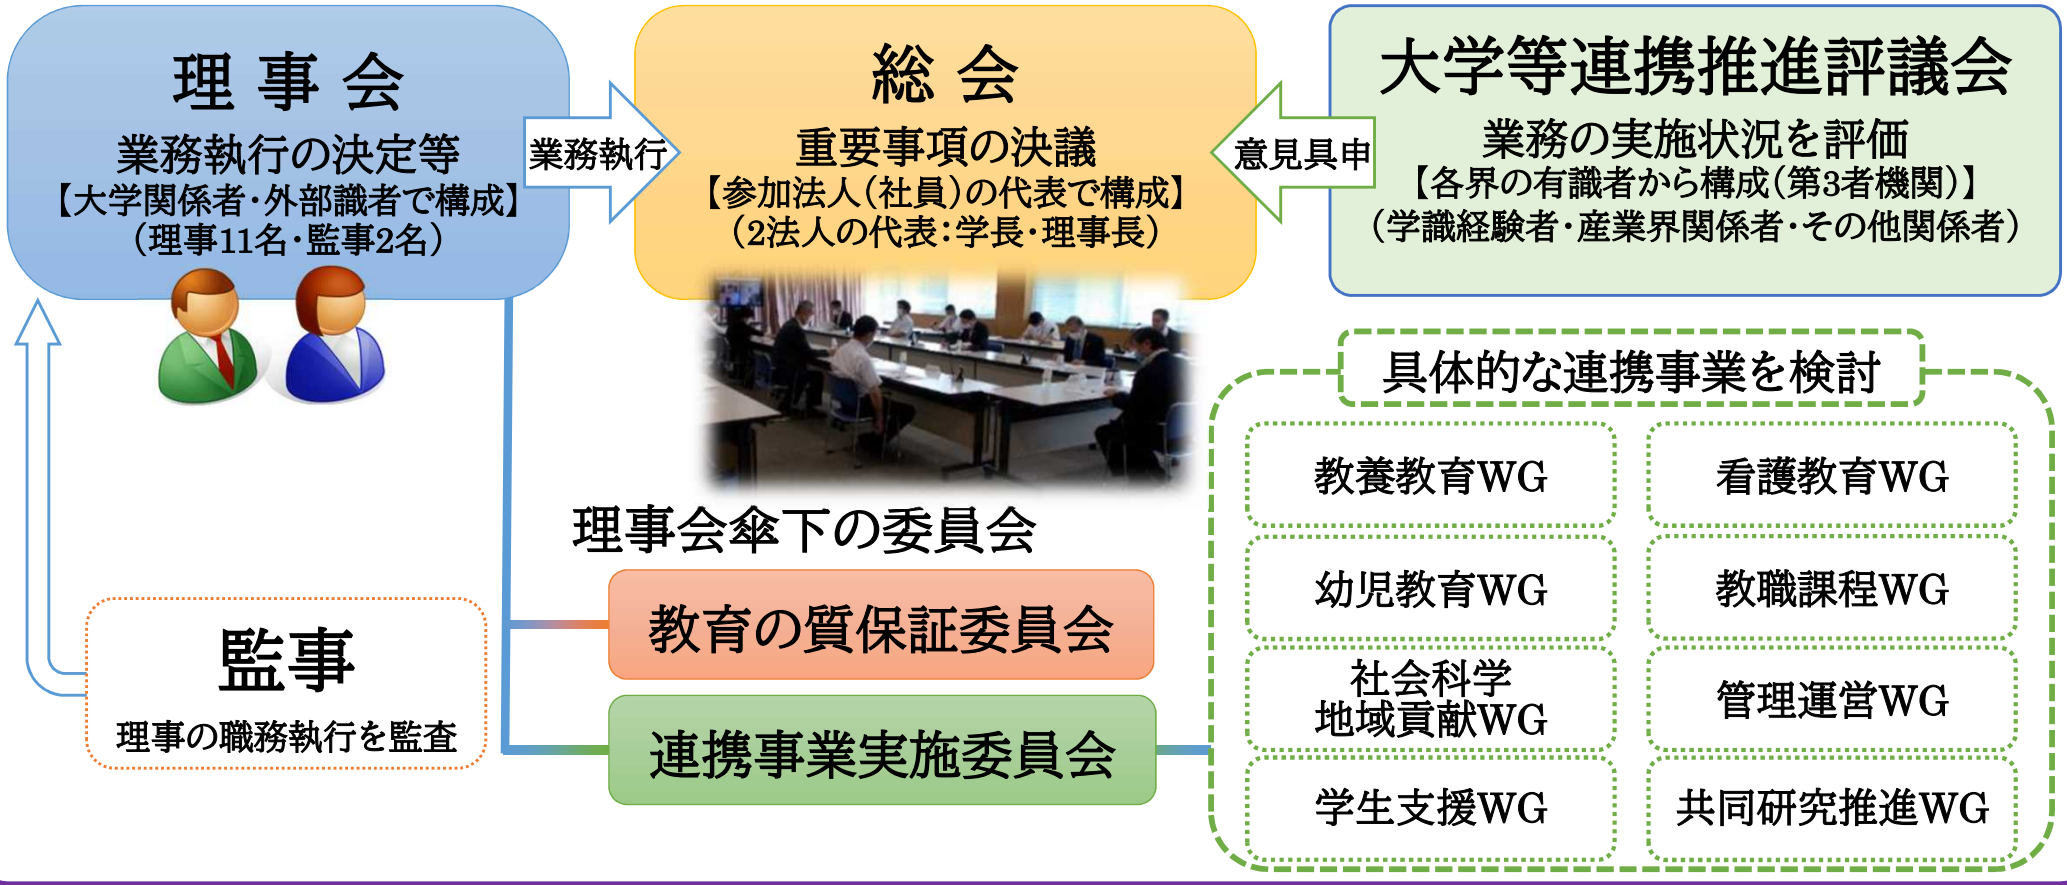 理事会
業務執行の決定等
【大学関係者・外部識者で構成】
（理事11名・監事2名）
業務執行
総会
重要事項の決議
【参加法人（社員）の代表で構成】
（2法人の代表：学長・理事長）
意見具申
大学等連携推進評議会
業務の実施状況を評価
【各界の有識者から構成（第3者機関）】
（学識経験者・産業界関係者・その他関係者）
監事
理事の職務執行を監査
理事会傘下の委員会
教育の質保証委員会
連携事業実施委員会
具体的な連携事業を検討
教養教育WG
看護教育WG
幼児教育WG
教職課程WG
社会科学
地域貢献WG
管理運営WG
学生支援WG
共同研究推進WG